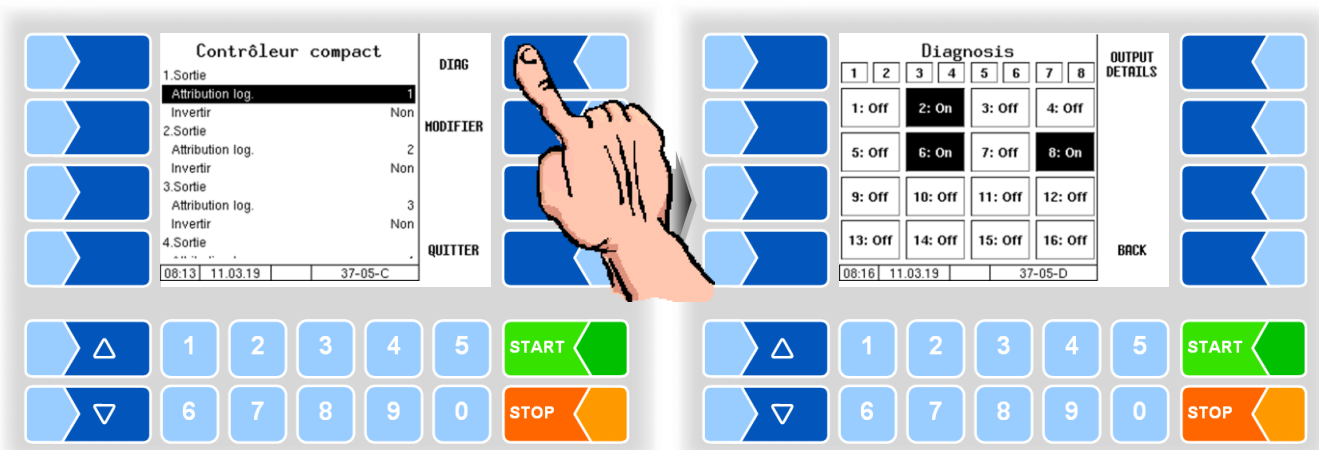 Contrôleur compact
1.Sortie
Attribution log. 1
Invertir Non
2.Sortie
Attribution log. 2
Invertir Non
3.Sortie
Attribution log. 3
Invertir Non
4.Sortie
08:13 11.03.19 37-05-C
DIAG
MODIFIER
QUITTER
1 2 3 4 5 START
6 7 8 9 0 STOP
Diagnosis
1 2 3 4 5 6 7 8
1: Off 2: On 3: Off 4: Off
5: Off 6: On 7: Off 8: On
9: Off 10: Off 11: Off 12: Off
13: Off 14: Off 15: Off 16: Off
08:16 11.03.19 37-05-D
OUTPUT
DETAILS
BACK
1 2 3 4 5 START
6 7 8 9 0 STOP